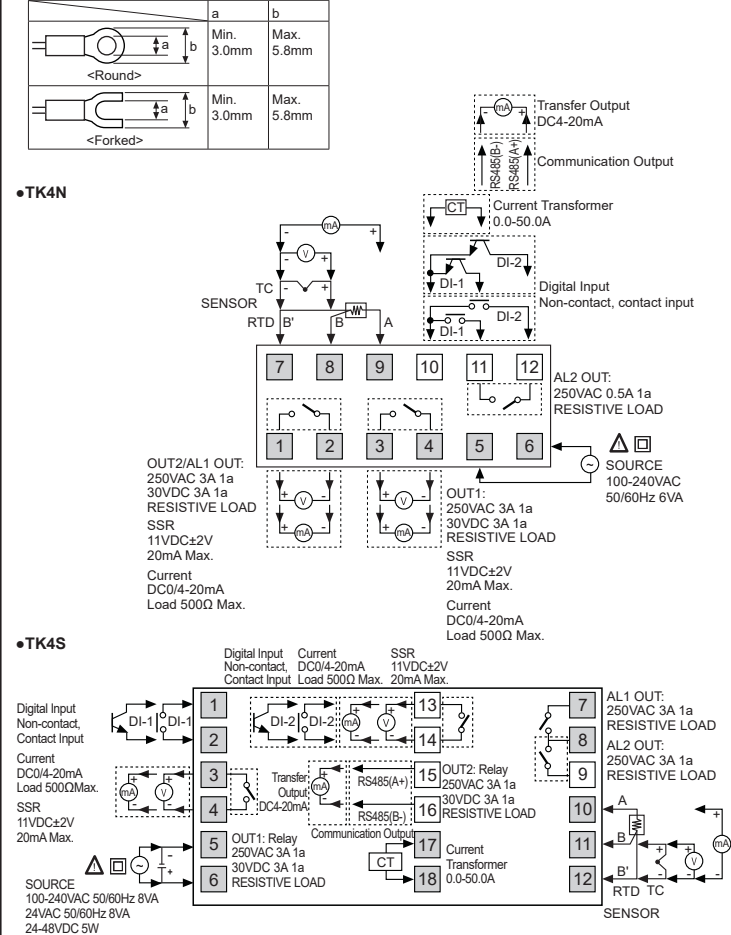 a b
Min. 3.0mm
Max. 5.8mm
a b
<Round>
Min. 3.0mm
Max. 5.8mm
a b
<Forked>
- mA +
Transfer Output
DC4-20mA
RS485(B-)
RS485(A+)
Communication Output
●TK4N
CT
Current Transformer
0.0-50.0A
- mA +
- V +
TC - +
SENSOR
RTD B' B A
DI-2
DI-1
DI-2
DI-1
Digital Input
Non-contact, contact input
7 8 9 10 11 12
AL2 OUT:
250VAC 0.5A 1a
RESISTIVE LOAD
1 2 3 4 5 6
OUT2/AL1 OUT:
250VAC 3A 1a
30VDC 3A 1a
RESISTIVE LOAD
SSR
11VDC±2V
20mA Max.
Current
DC0/4-20mA
Load 500Ω Max.
+ V -
+ mA -
+ V -
+ mA -
OUT1:
250VAC 3A 1a
30VDC 3A 1a
RESISTIVE LOAD
SSR
11VDC±2V
20mA Max.
Current
DC0/4-20mA
Load 500Ω Max.
SOURCE
100-240VAC
50/60Hz 6VA
●TK4S
Digital Input
Non-contact,
Contact Input
Current
DC0/4-20mA
Load 500Ω Max.
SSR
11VDC±2V
20mA Max.
Digital Input
Non-contact,
Contact Input
DI-1 DI-1
1
2
DI-2 DI-2
+ mA -
+ V -
13
14
7
8
9
AL1 OUT:
250VAC 3A 1a
RESISTIVE LOAD
AL2 OUT:
250VAC 3A 1a
RESISTIVE LOAD
Current
DC0/4-20mA
Load 500ΩMax.
SSR
11VDC±2V
20mA Max.
+ mA -
+ V -
3
4
Transfer
Output
DC4-20mA
+ mA -
RS485(A+)
RS485(B-)
Communication Output
15
16
OUT2: Relay
250VAC 3A 1a
30VDC 3A 1a
RESISTIVE LOAD
5
6
- +
OUT1: Relay
250VAC 3A 1a
30VDC 3A 1a
RESISTIVE LOAD
CT
17
18
Current
Transformer
0.0-50.0A
10
11
12
A
B
B'
RTD TC
+ -
+ V -
+ mA -
SENSOR
SOURCE
100-240VAC 50/60Hz 8VA
24VAC 50/60Hz 8VA
24-48VDC 5W